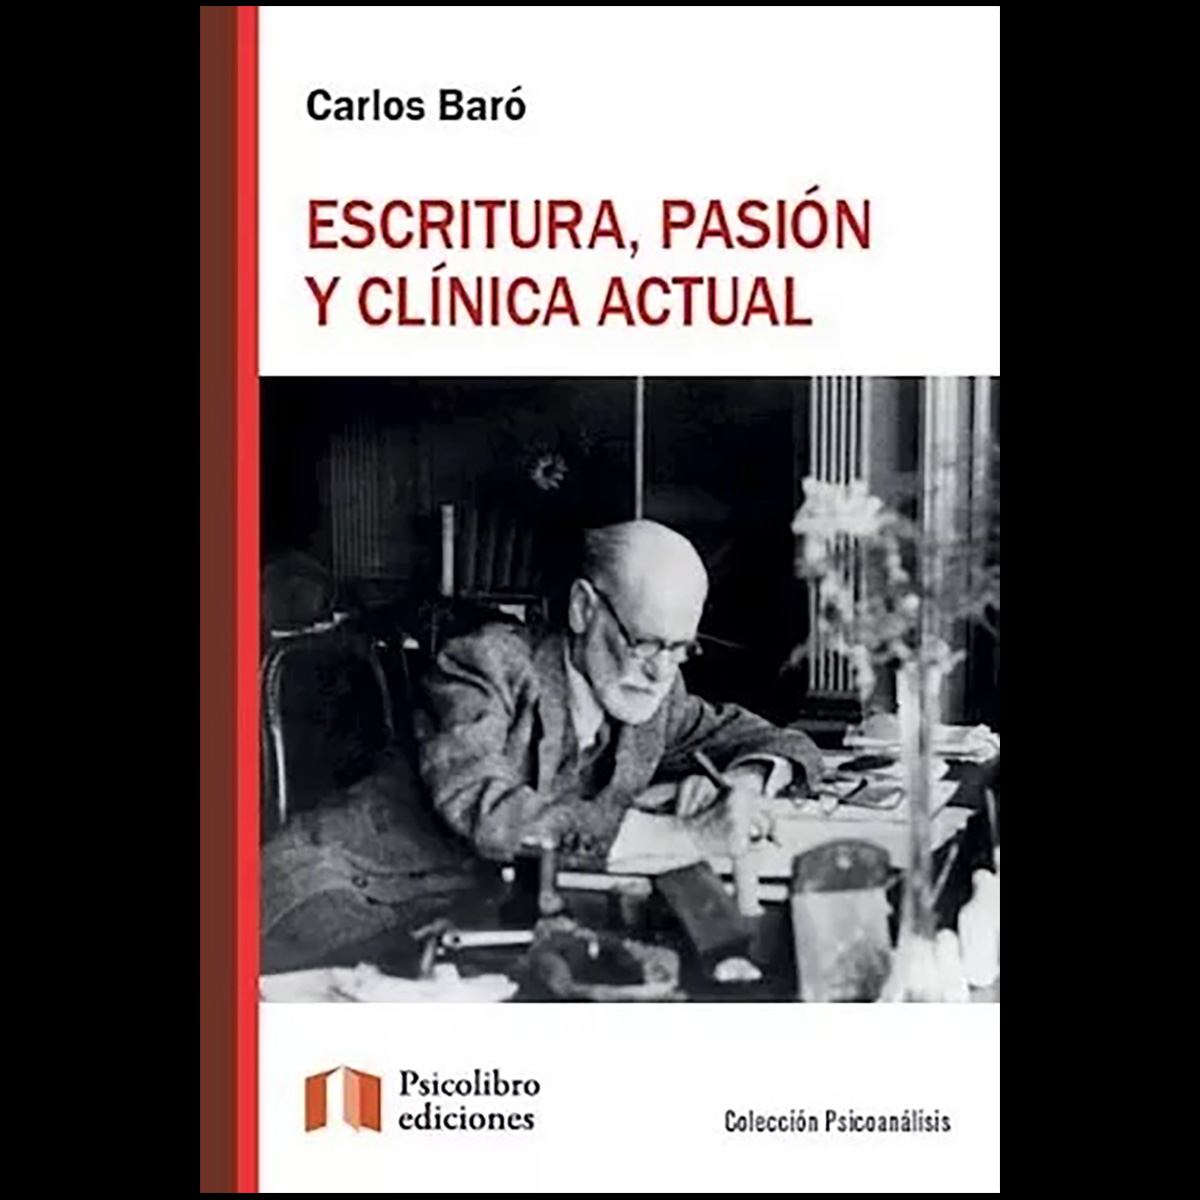 Carlos Baró
ESCRITURA, PASIÓN
Y CLÍNICA ACTUAL
Psicolibro
ediciones
Colección Psicoanálisis